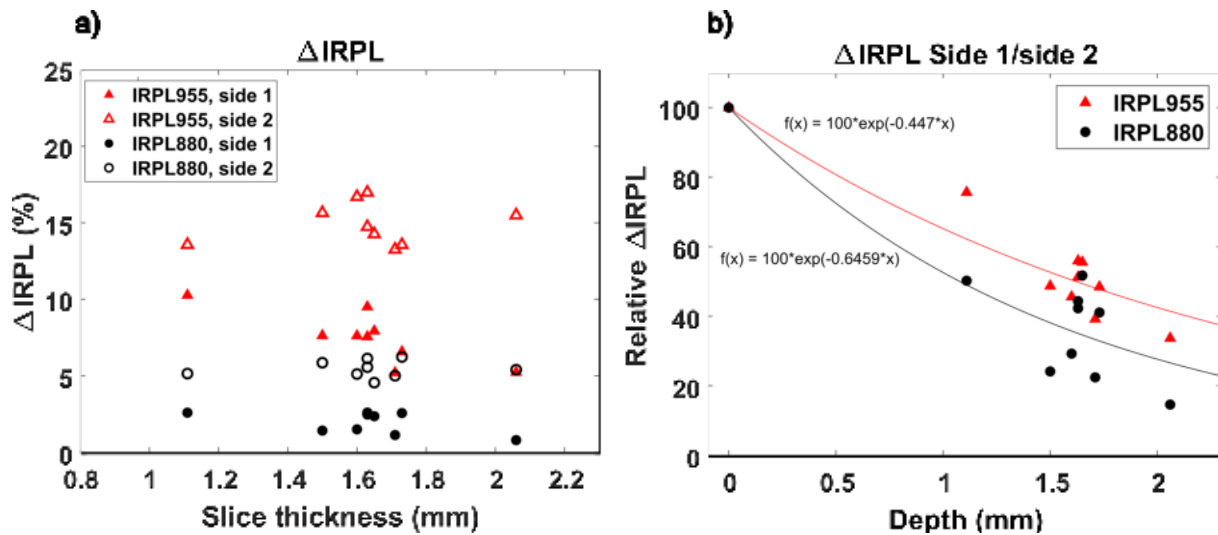 a)
ΔIRPL
25
20
15
10
5
0
ΔIRPL (%)
IRPL955, side 1
IRPL955, side 2
IRPL880, side 1
IRPL880, side 2
0.8 1 1.2 1.4 1.6 1.8 2 2.2
Slice thickness (mm)
b)
ΔIRPL Side 1/side 2
100
80
60
40
20
0
Relative ΔIRPL
IRPL955
IRPL880
f(x) = 100*exp(-0.447*x)
f(x) = 100*exp(-0.6459*x)
0 0.5 1 1.5 2
Depth (mm)